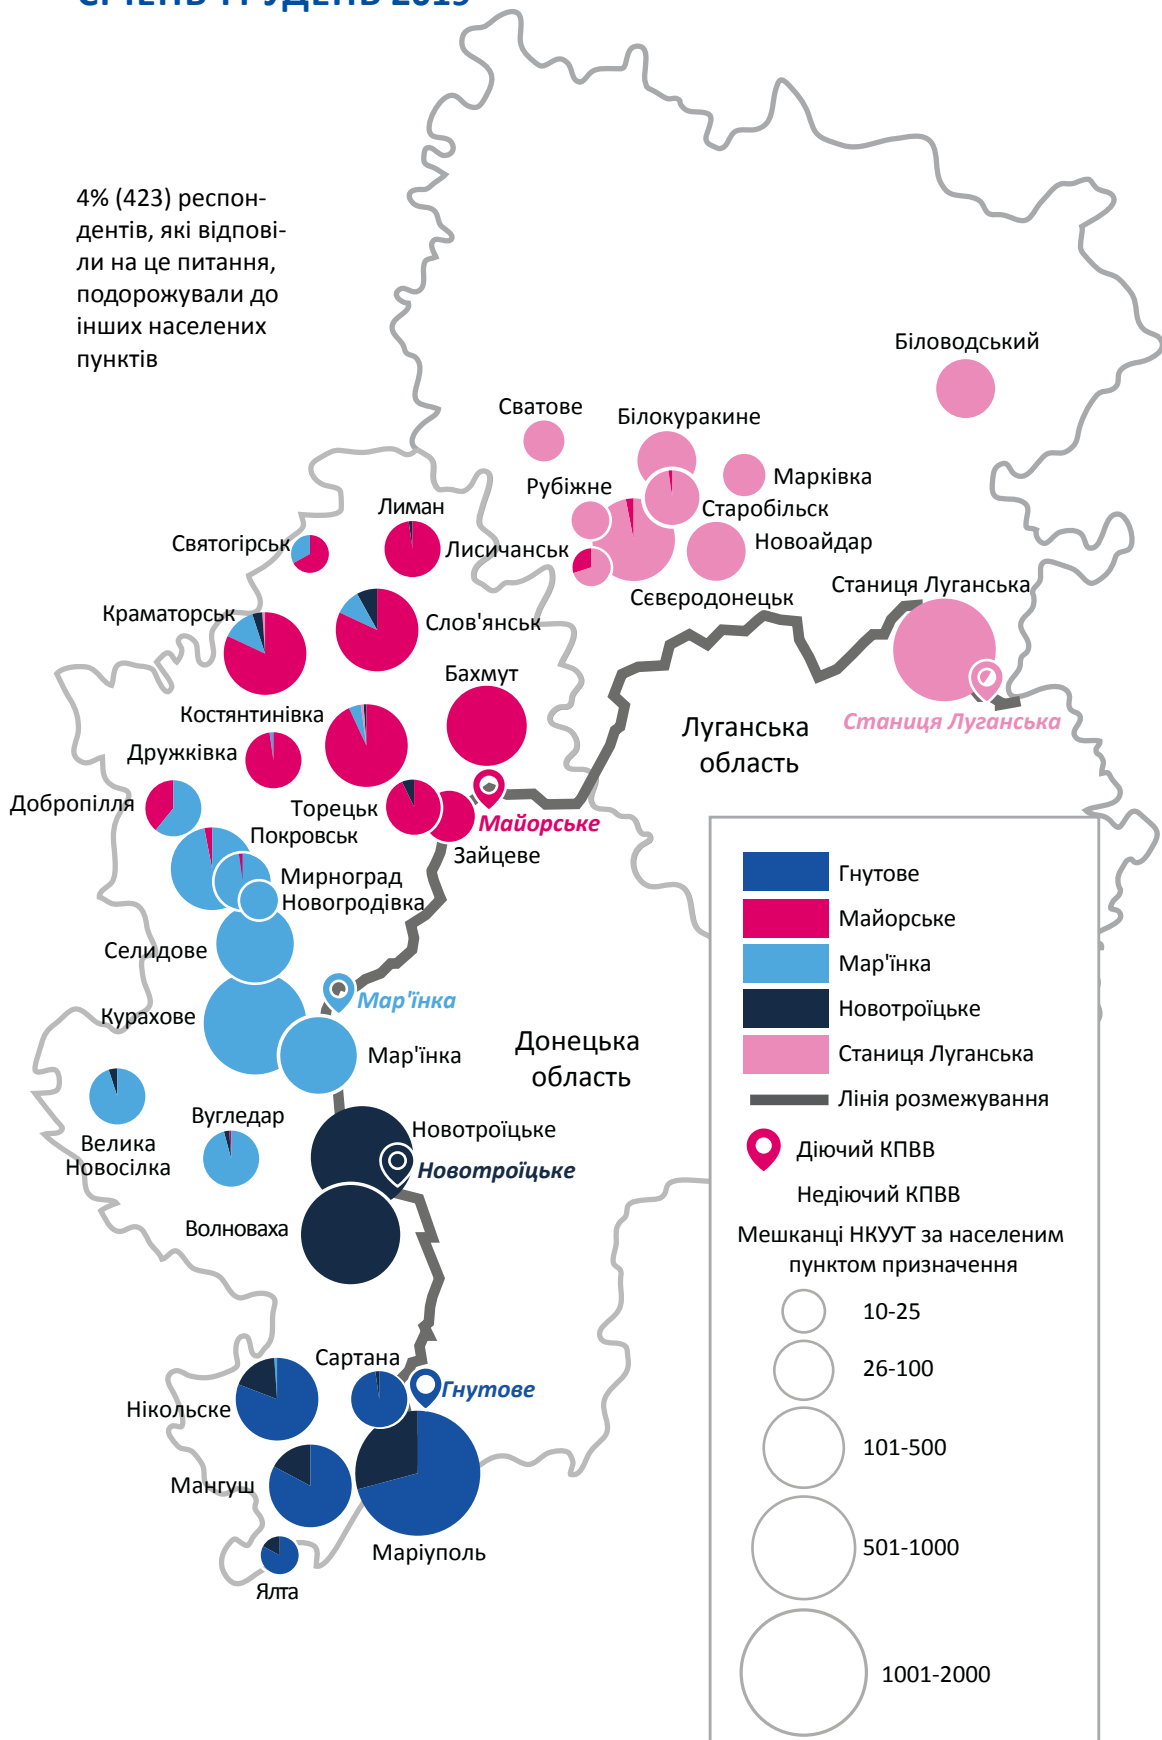 СІЧЕНЬ-ГРУДЕНЬ 2019
4% (423) респон-
дентів, які відпові-
ли на це питання,
подорожували до
інших населених
пунктів
Біловодський
Сватове
Білокуракине
Марківка
Рубіжне
Старобільск
Лиман
Лисичанськ
Новоайдар
Святогірськ
Сєвєродонецьк
Станиця Луганська
Краматорськ
Слов'янськ
Бахмут
Станиця Луганська
Костянтинівка
Луганська
область
Дружківка
Добропілля
Торецьк
Майорське
Покровськ
Зайцеве
Мирноград
Новогродівка
Селидове
Мар'їнка
Курахове
Мар'їнка
Донецька
область
Вугледар
Новотроїцьке
Велика
Новосілка
Новотроїцьке
Волноваха
Сартана
Гнутове
Нікольске
Мангуш
Маріуполь
Ялта
Гнутове
Майорське
Мар'їнка
Новотроїцьке
Станиця Луганська
Лінія розмежування
Діючий КПВВ
Недіючий КПВВ
Мешканці НКУУТ за населеним
пунктом призначення
10-25
26-100
101-500
501-1000
1001-2000